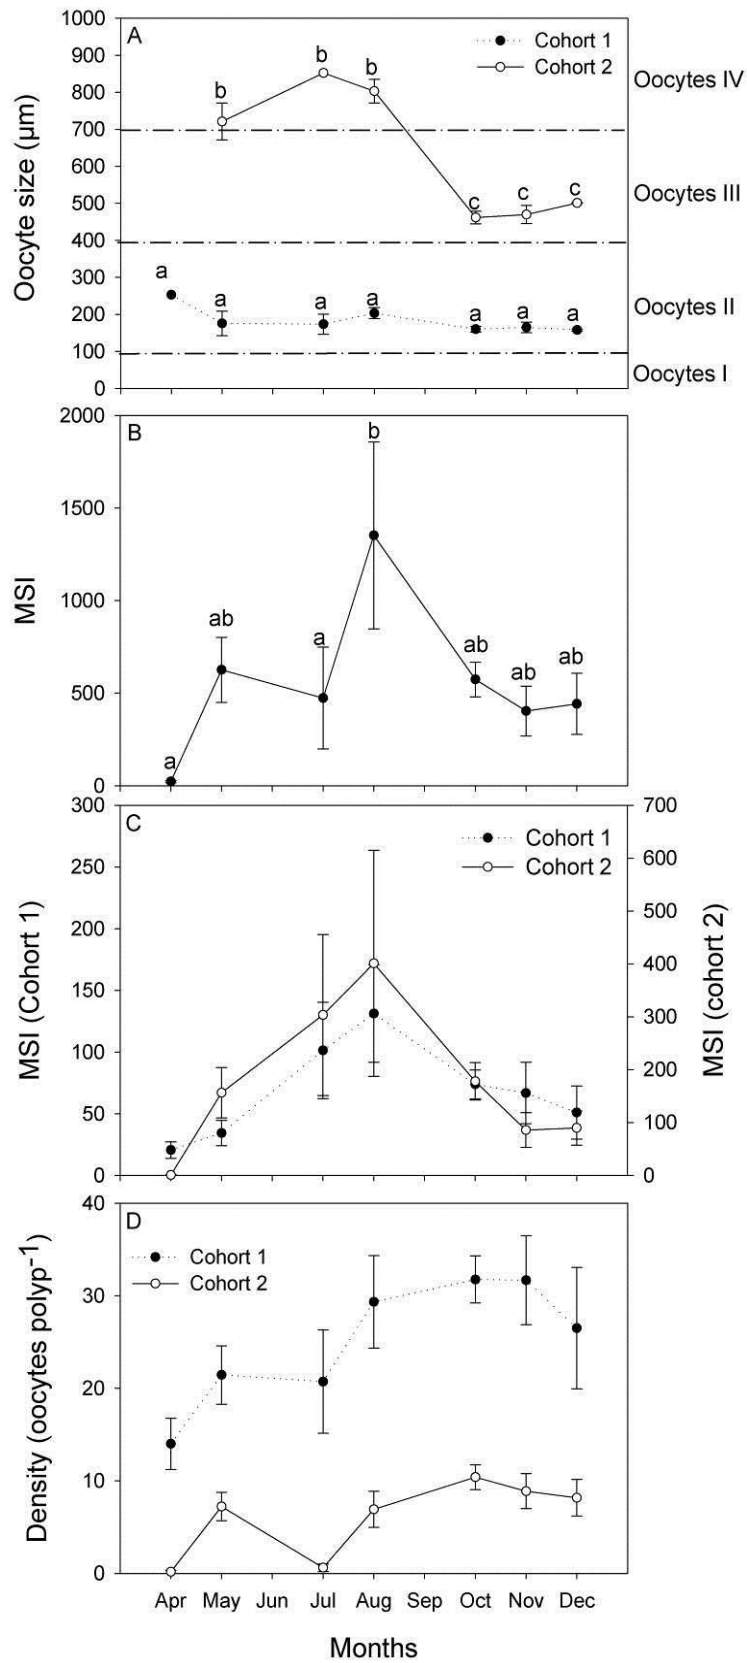 1000
900
800
700
600
500
400
300
200
100
0
Oocyte size (µm)
A
Cohort 1
Cohort 2
b
b
b
c
c
c
a
a
a
a
a
a
a
Oocytes IV
Oocytes III
Oocytes II
Oocytes I
2000
1500
1000
500
0
MSI
B
a
ab
a
b
ab
ab
ab
300
250
200
150
100
50
0
MSI (Cohort 1)
C
Cohort 1
Cohort 2
700
600
500
400
300
200
100
0
MSI (cohort 2)
40
30
20
10
0
Density (oocytes polyp-1)
D
Cohort 1
Cohort 2
Apr May Jun Jul Aug Sep Oct Nov Dec
Months